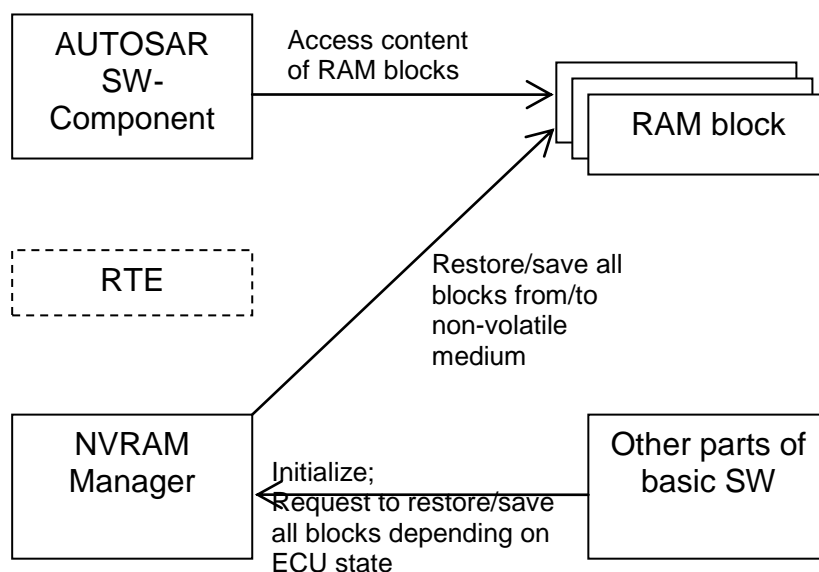 AUTOSAR
SW-
Component
Access content
of RAM blocks
RAM block
RTE
Restore/save all
blocks from/to
non-volatile
medium
NVRAM
Manager
Initialize;
Request to restore/save
all blocks depending on
ECU state
Other parts of
basic SW